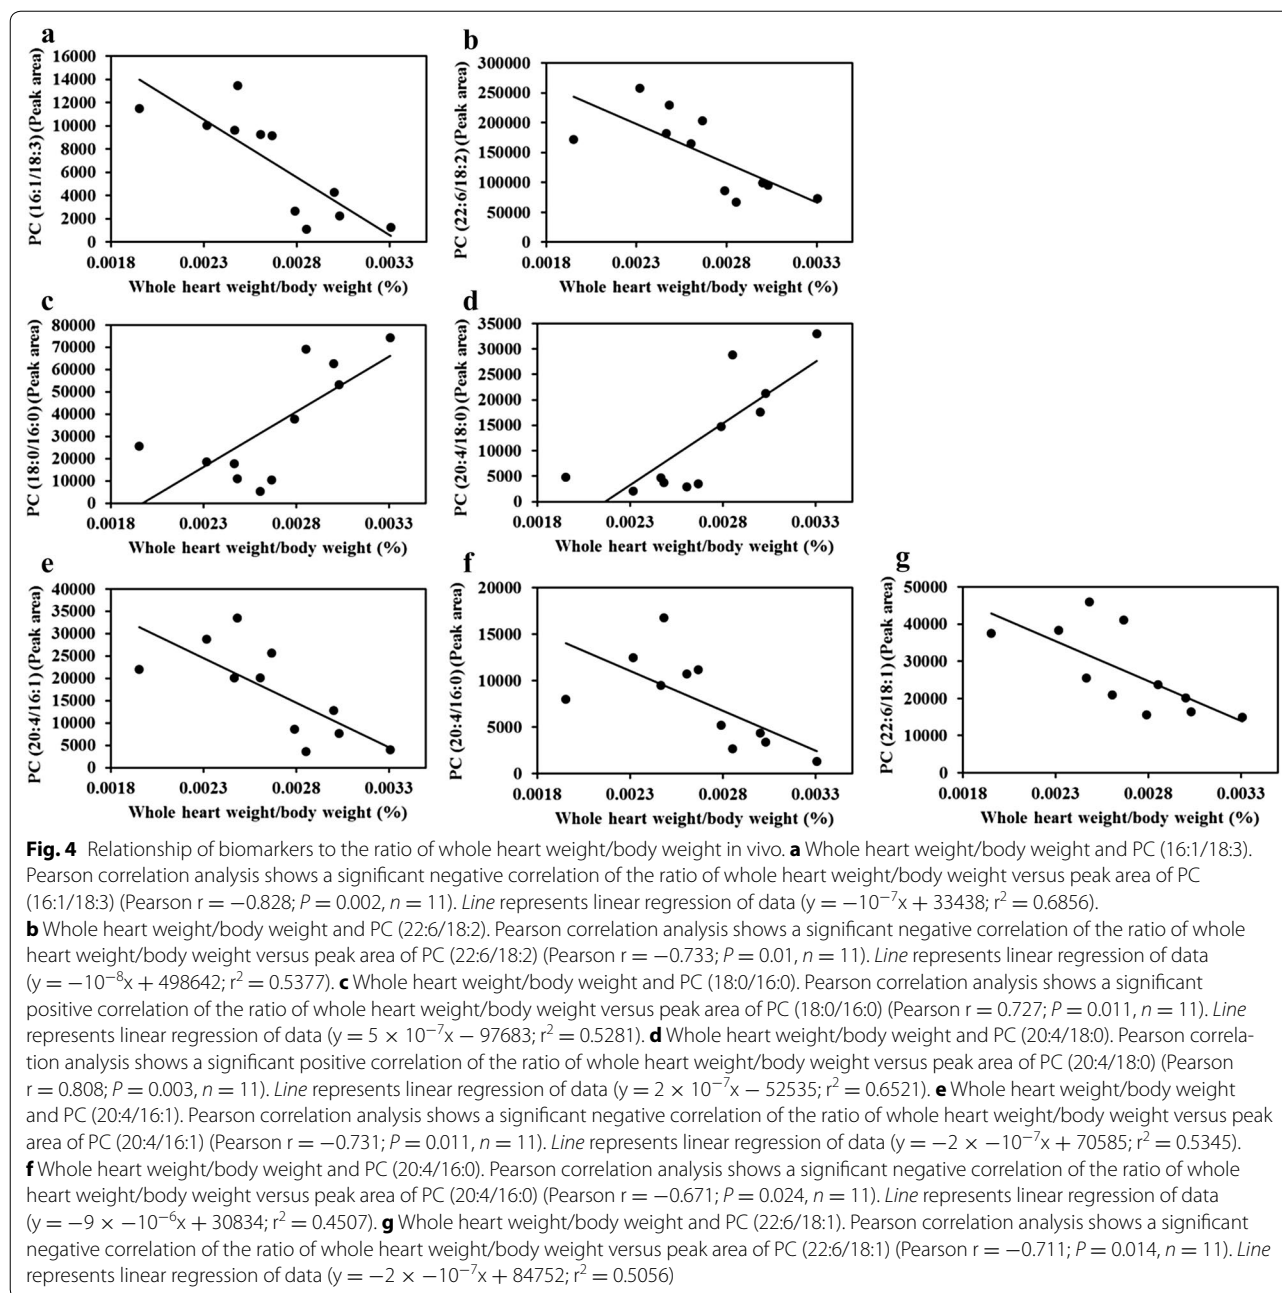 a
PC (16:1/18:3) (Peak area)
16000
14000
12000
10000
8000
6000
4000
2000
0
0.0018 0.0023 0.0028 0.0033
Whole heart weight/body weight (%)
b
PC (22:6/18:2) (Peak area)
300000
250000
200000
150000
100000
50000
0
0.0018 0.0023 0.0028 0.0033
Whole heart weight/body weight (%)
c
PC (18:0/16:0) (Peak area)
80000
70000
60000
50000
40000
30000
20000
10000
0
0.0018 0.0023 0.0028 0.0033
Whole heart weight/body weight (%)
d
PC (20:4/18:0) (Peak area)
35000
30000
25000
20000
15000
10000
5000
0
0.0018 0.0023 0.0028 0.0033
Whole heart weight/body weight (%)
e
PC (20:4/16:1) (Peak area)
40000
35000
30000
25000
20000
15000
10000
5000
0
0.0018 0.0023 0.0028 0.0033
Whole heart weight/body weight (%)
f
PC (20:4/16:0) (Peak area)
20000
15000
10000
5000
0
0.0018 0.0023 0.0028 0.0033
Whole heart weight/body weight (%)
g
PC (22:6/18:1) (Peak area)
50000
40000
30000
20000
10000
0
0.0018 0.0023 0.0028 0.0033
Whole heart weight/body weight (%)
Fig. 4 Relationship of biomarkers to the ratio of whole heart weight/body weight in vivo. a Whole heart weight/body weight and PC (16:1/18:3).
Pearson correlation analysis shows a significant negative correlation of the ratio of whole heart weight/body weight versus peak area of PC
(16:1/18:3) (Pearson r = −0.828; P = 0.002, n = 11). Line represents linear regression of data (y = −10⁻⁷x + 33438; r² = 0.6856).
b Whole heart weight/body weight and PC (22:6/18:2). Pearson correlation analysis shows a significant negative correlation of the ratio of whole
heart weight/body weight versus peak area of PC (22:6/18:2) (Pearson r = −0.733; P = 0.01, n = 11). Line represents linear regression of data
(y = −10⁻⁸x + 498642; r² = 0.5377). c Whole heart weight/body weight and PC (18:0/16:0). Pearson correlation analysis shows a significant
positive correlation of the ratio of whole heart weight/body weight versus peak area of PC (18:0/16:0) (Pearson r = 0.727; P = 0.011, n = 11). Line
represents linear regression of data (y = 5 × 10⁻⁷x − 97683; r² = 0.5281). d Whole heart weight/body weight and PC (20:4/18:0). Pearson correla-
tion analysis shows a significant positive correlation of the ratio of whole heart weight/body weight versus peak area of PC (20:4/18:0) (Pearson
r = 0.808; P = 0.003, n = 11). Line represents linear regression of data (y = 2 × 10⁻⁷x − 52535; r² = 0.6521). e Whole heart weight/body weight
and PC (20:4/16:1). Pearson correlation analysis shows a significant negative correlation of the ratio of whole heart weight/body weight versus peak
area of PC (20:4/16:1) (Pearson r = −0.731; P = 0.011, n = 11). Line represents linear regression of data (y = −2 × −10⁻⁷x + 70585; r² = 0.5345).
f Whole heart weight/body weight and PC (20:4/16:0). Pearson correlation analysis shows a significant negative correlation of the ratio of whole
heart weight/body weight versus peak area of PC (20:4/16:0) (Pearson r = −0.671; P = 0.024, n = 11). Line represents linear regression of data
(y = −9 × −10⁻⁶x + 30834; r² = 0.4507). g Whole heart weight/body weight and PC (22:6/18:1). Pearson correlation analysis shows a significant
negative correlation of the ratio of whole heart weight/body weight versus peak area of PC (22:6/18:1) (Pearson r = −0.711; P = 0.014, n = 11). Line
represents linear regression of data (y = −2 × −10⁻⁷x + 84752; r² = 0.5056)